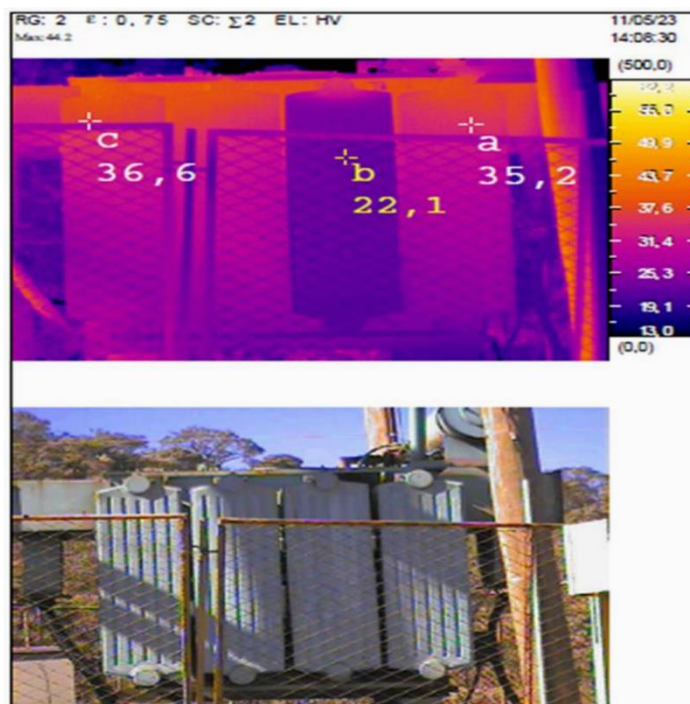 RG: 2 ε: 0, 75 SC: ∑2 EL: HV 11/05/23
Max: 44.2 14:08:30
(500,0)
55,0
c a 49,9
b
36,6 35,2 43,7
22,1 37,6
31,4
25,3
19,1
13,0
(0,0)